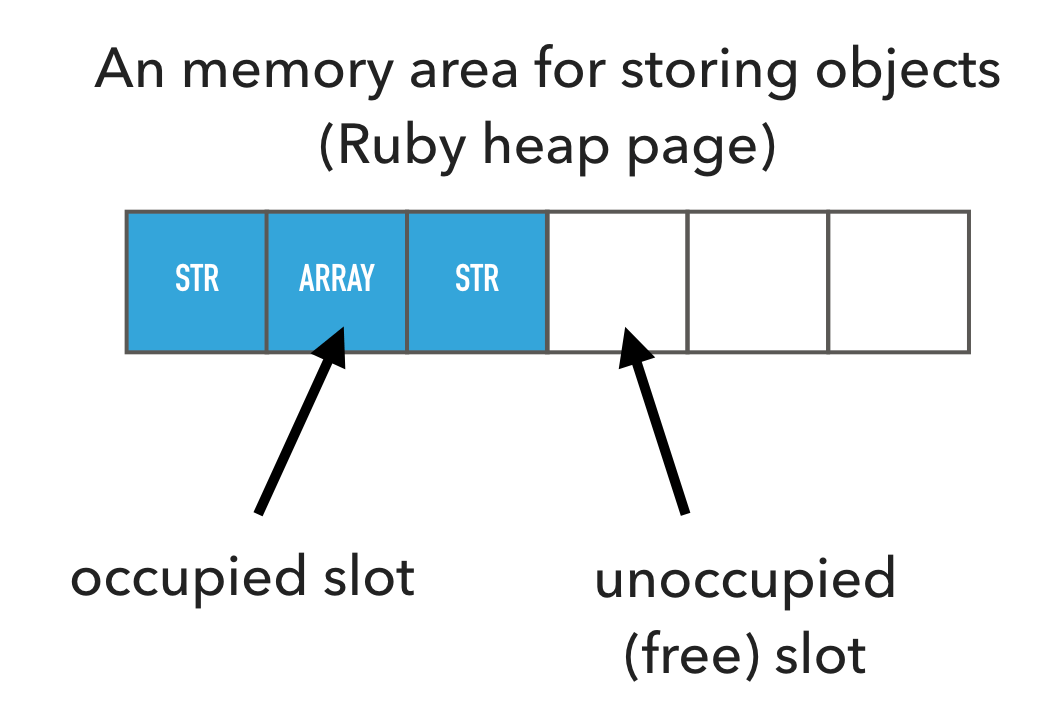 An memory area for storing objects
(Ruby heap page)
STR ARRAY STR
occupied slot
unoccupied
(free) slot